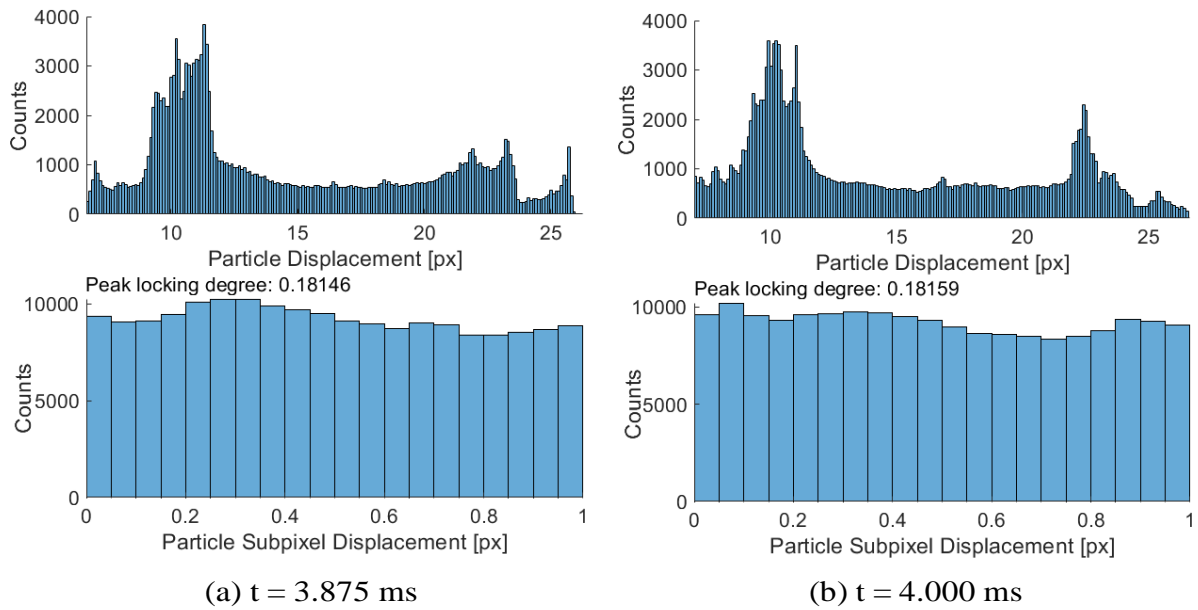 4000
3000
2000
1000
0
Counts
10 15 20 25
Particle Displacement [px]
Peak locking degree: 0.18146
10000
5000
0
Counts
0 0.2 0.4 0.6 0.8 1
Particle Subpixel Displacement [px]
(a) t = 3.875 ms
4000
3000
2000
1000
0
Counts
10 15 20 25
Particle Displacement [px]
Peak locking degree: 0.18159
10000
5000
0
Counts
0 0.2 0.4 0.6 0.8 1
Particle Subpixel Displacement [px]
(b) t = 4.000 ms